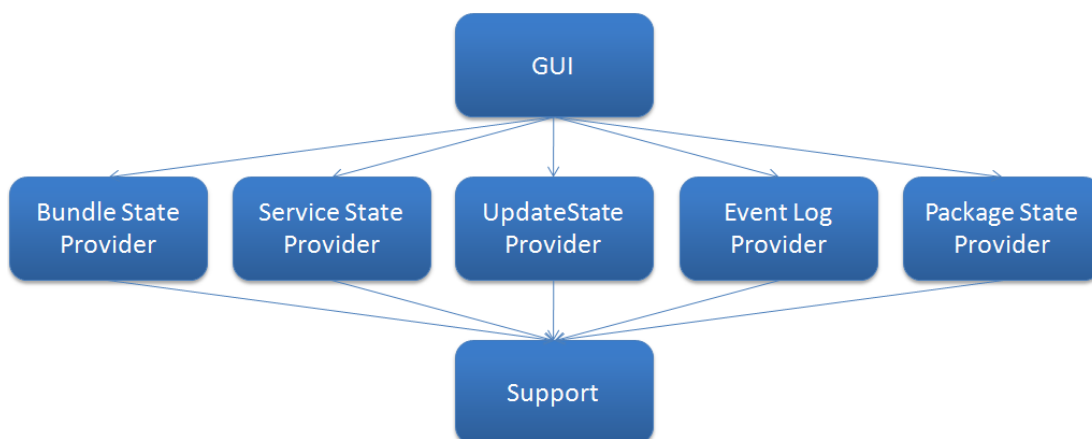 GUI
Bundle State
Provider
Service State
Provider
UpdateState
Provider
Event Log
Provider
Package State
Provider
Support